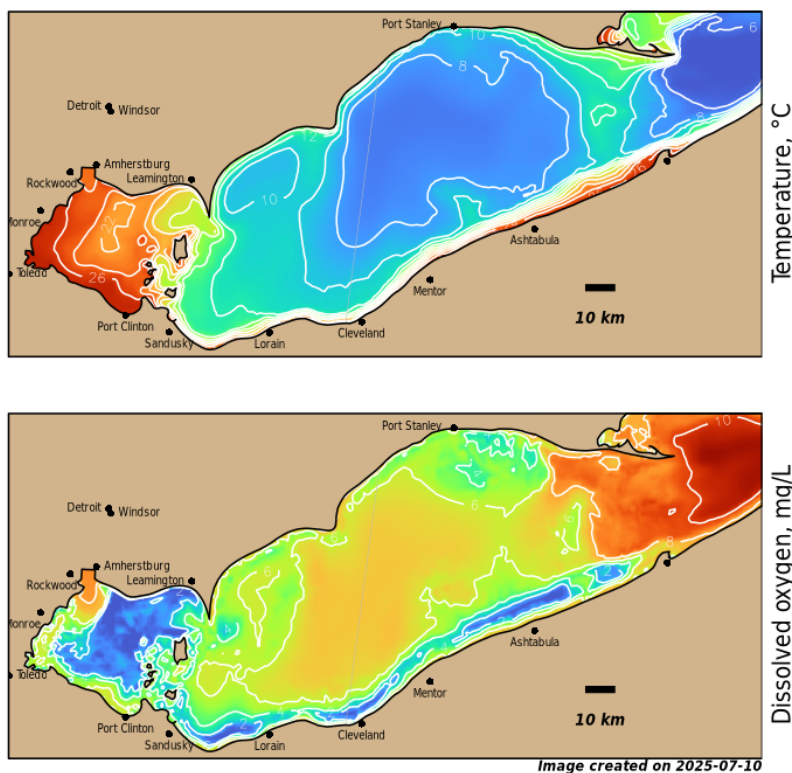 Port Stanley
10
6
8
Detroit
Windsor
12
8
Amherstburg
Rockwood
Leamington
10
22
Monroe
Ashtabula
Toledo
26
Mentor
Port Clinton
10 km
Sandusky
Lorain
Cleveland
Temperature, °C
Port Stanley
10
4
6
6
Detroit
Windsor
6
8
Amherstburg
6
2
Rockwood
Leamington
2
4
Monroe
2
Ashtabula
4
Toledo
Mentor
10 km
Port Clinton
2
Sandusky
Lorain
Cleveland
Dissolved oxygen, mg/L
Image created on 2025-07-10